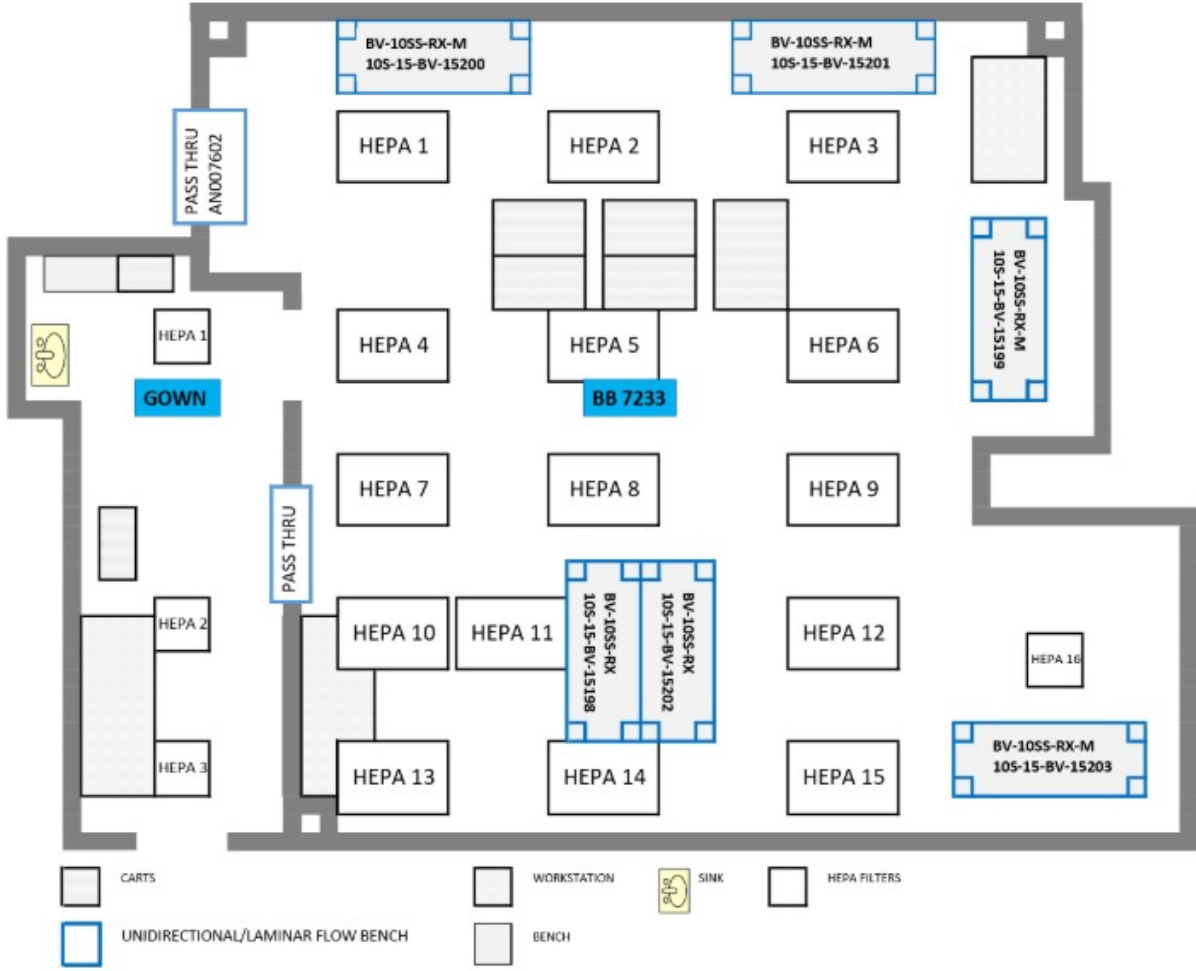 BV-10SS-RX-M
10S-15-BV-15200
BV-10SS-RX-M
10S-15-BV-15201
PASS THRU
AN007602
HEPA 1
HEPA 2
HEPA 3
BV-10SS-RX-M
10S-15-BV-15199
HEPA 1
HEPA 4
HEPA 5
HEPA 6
GOWN
BB 7233
HEPA 7
HEPA 8
HEPA 9
PASS THRU
HEPA 2
HEPA 10
HEPA 11
BV-10SS-RX
10S-15-BV-15198
BV-10SS-RX
10S-15-BV-15202
HEPA 12
HEPA 16
HEPA 3
HEPA 13
HEPA 14
HEPA 15
BV-10SS-RX-M
10S-15-BV-15203
CARTS
WORKSTATION
SINK
HEPA FILTERS
UNIDIRECTIONAL/LAMINAR FLOW BENCH
BENCH